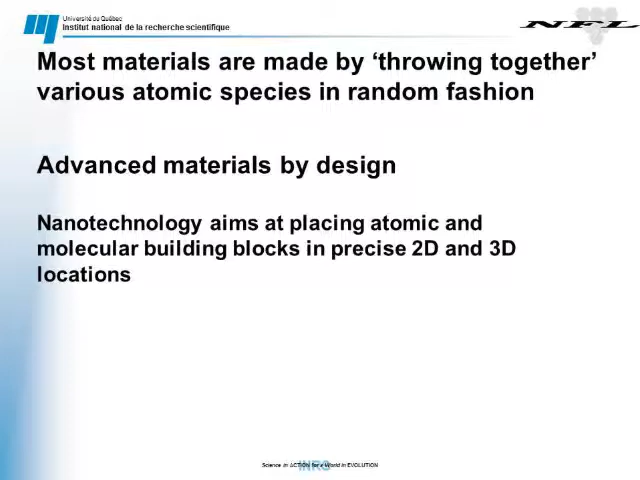 Université du Québec
Institut national de la recherche scientifique
NFL
Most materials are made by ‘throwing together’
various atomic species in random fashion
Advanced materials by design
Nanotechnology aims at placing atomic and
molecular building blocks in precise 2D and 3D
locations
Science in ACTION for a World in EVOLUTION
INRS